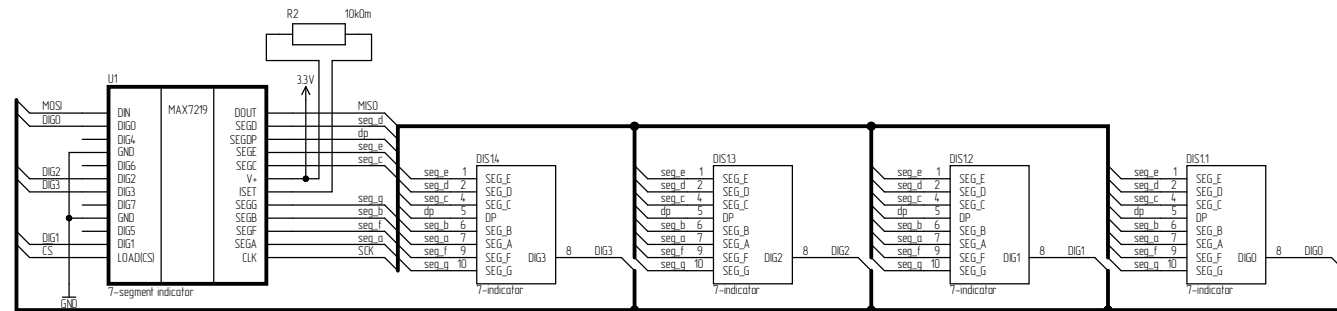 R2 10k0m
3.3V
U1
MAX7219
MOSI DIN DOUT MISO
DIG0 DIG0 SEGD seg_d
DIG4 SEGDP dp
GND SEGE seg_e
DIG6 SEGC seg_c
DIG2 DIG2 V+
DIG3 DIG3 ISET
DIG7 SEGG seg_g
GND SEGB seg_b
DIG5 SEGF seg_f
DIG1 DIG1 SEGA seg_a
CS LOAD(CS) CLK SCK
7-segment indicator
GND
DIS1.4
seg_e 1 SEG_E
seg_d 2 SEG_D
seg_c 4 SEG_C
dp 5 DP
seg_b 6 SEG_B
seg_a 7 SEG_A
seg_f 9 SEG_F
seg_g 10 SEG_G
DIG3 8 DIG3
7-indicator
DIS1.3
seg_e 1 SEG_E
seg_d 2 SEG_D
seg_c 4 SEG_C
dp 5 DP
seg_b 6 SEG_B
seg_a 7 SEG_A
seg_f 9 SEG_F
seg_g 10 SEG_G
DIG2 8 DIG2
7-indicator
DIS1.2
seg_e 1 SEG_E
seg_d 2 SEG_D
seg_c 4 SEG_C
dp 5 DP
seg_b 6 SEG_B
seg_a 7 SEG_A
seg_f 9 SEG_F
seg_g 10 SEG_G
DIG1 8 DIG1
7-indicator
DIS1.1
seg_e 1 SEG_E
seg_d 2 SEG_D
seg_c 4 SEG_C
dp 5 DP
seg_b 6 SEG_B
seg_a 7 SEG_A
seg_f 9 SEG_F
seg_g 10 SEG_G
DIG0 8 DIG0
7-indicator